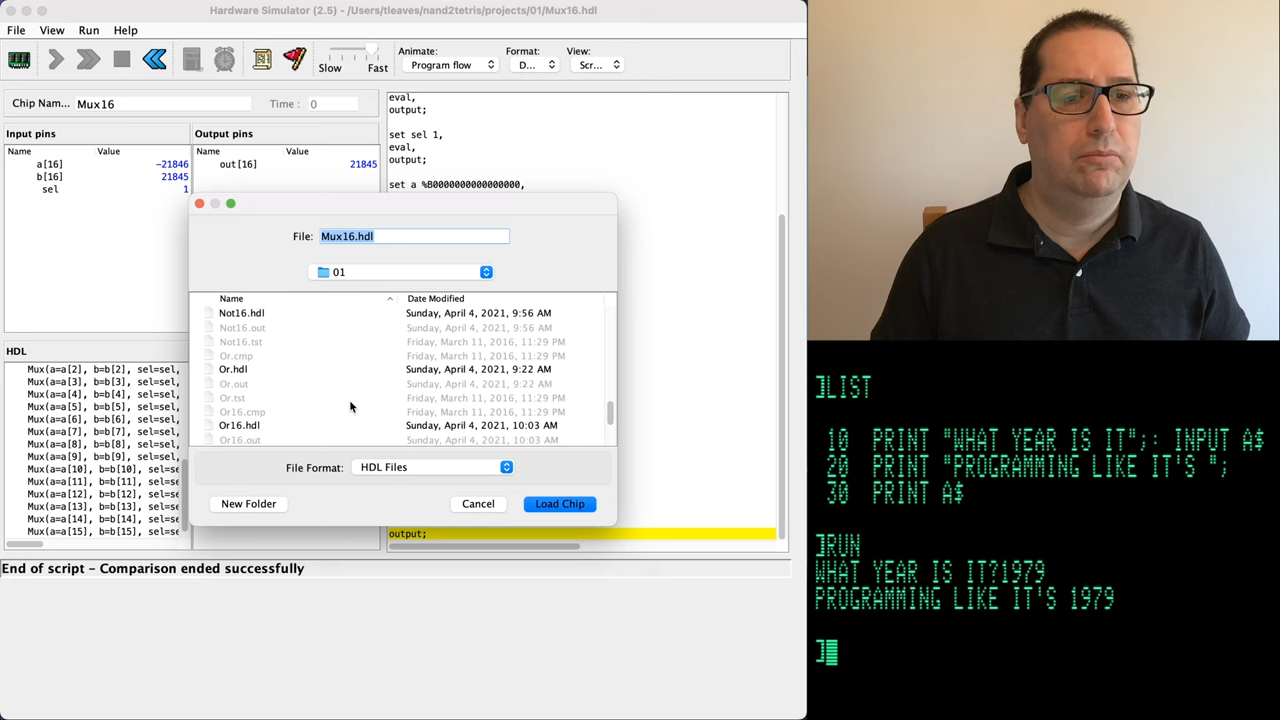 Hardware Simulator (2.5) - /Users/tleaves/nand2tetris/projects/01/Mux16.hdl
File View Run Help
Slow Fast
Animate: Format: View:
Program flow D... Scr...
Chip Nam... Mux16 Time : 0
Input pins
Name Value
a[16] -21846
b[16] 21845
sel 1
Output pins
Name Value
out[16] 21845
eval,
output;
set sel 1,
eval,
output;
set a %B0000000000000000,
File: Mux16.hdl
01
Name Date Modified
Not16.hdl Sunday, April 4, 2021, 9:56 AM
Not16.out Sunday, April 4, 2021, 9:56 AM
Not16.tst Friday, March 11, 2016, 11:29 PM
Or.cmp Friday, March 11, 2016, 11:29 PM
Or.hdl Sunday, April 4, 2021, 9:22 AM
Or.out Sunday, April 4, 2021, 9:22 AM
Or.tst Friday, March 11, 2016, 11:29 PM
Or16.cmp Friday, March 11, 2016, 11:29 PM
Or16.hdl Sunday, April 4, 2021, 10:03 AM
Or16.out Sunday, April 4, 2021, 10:03 AM
File Format: HDL Files
New Folder Cancel Load Chip
HDL
Mux(a=a[2], b=b[2], sel=sel,
Mux(a=a[3], b=b[3], sel=sel,
Mux(a=a[4], b=b[4], sel=sel,
Mux(a=a[5], b=b[5], sel=sel,
Mux(a=a[6], b=b[6], sel=sel,
Mux(a=a[7], b=b[7], sel=sel,
Mux(a=a[8], b=b[8], sel=sel,
Mux(a=a[9], b=b[9], sel=sel,
Mux(a=a[10], b=b[10], sel=se
Mux(a=a[11], b=b[11], sel=se
Mux(a=a[12], b=b[12], sel=se
Mux(a=a[13], b=b[13], sel=se
Mux(a=a[14], b=b[14], sel=se
Mux(a=a[15], b=b[15], sel=se
output;
End of script - Comparison ended successfully
]LIST
10 PRINT "WHAT YEAR IS IT";: INPUT A$
20 PRINT "PROGRAMMING LIKE IT'S ";
30 PRINT A$
]RUN
WHAT YEAR IS IT?1979
PROGRAMMING LIKE IT'S 1979
]